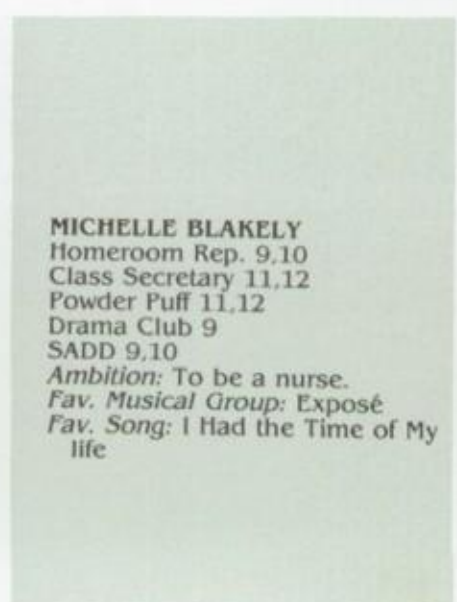 MICHELLE BLAKELY
Homeroom Rep. 9,10
Class Secretary 11,12
Powder Puff 11,12
Drama Club 9
SADD 9,10
Ambition: To be a nurse.
Fav. Musical Group: Exposé
Fav. Song: I Had the Time of My
life